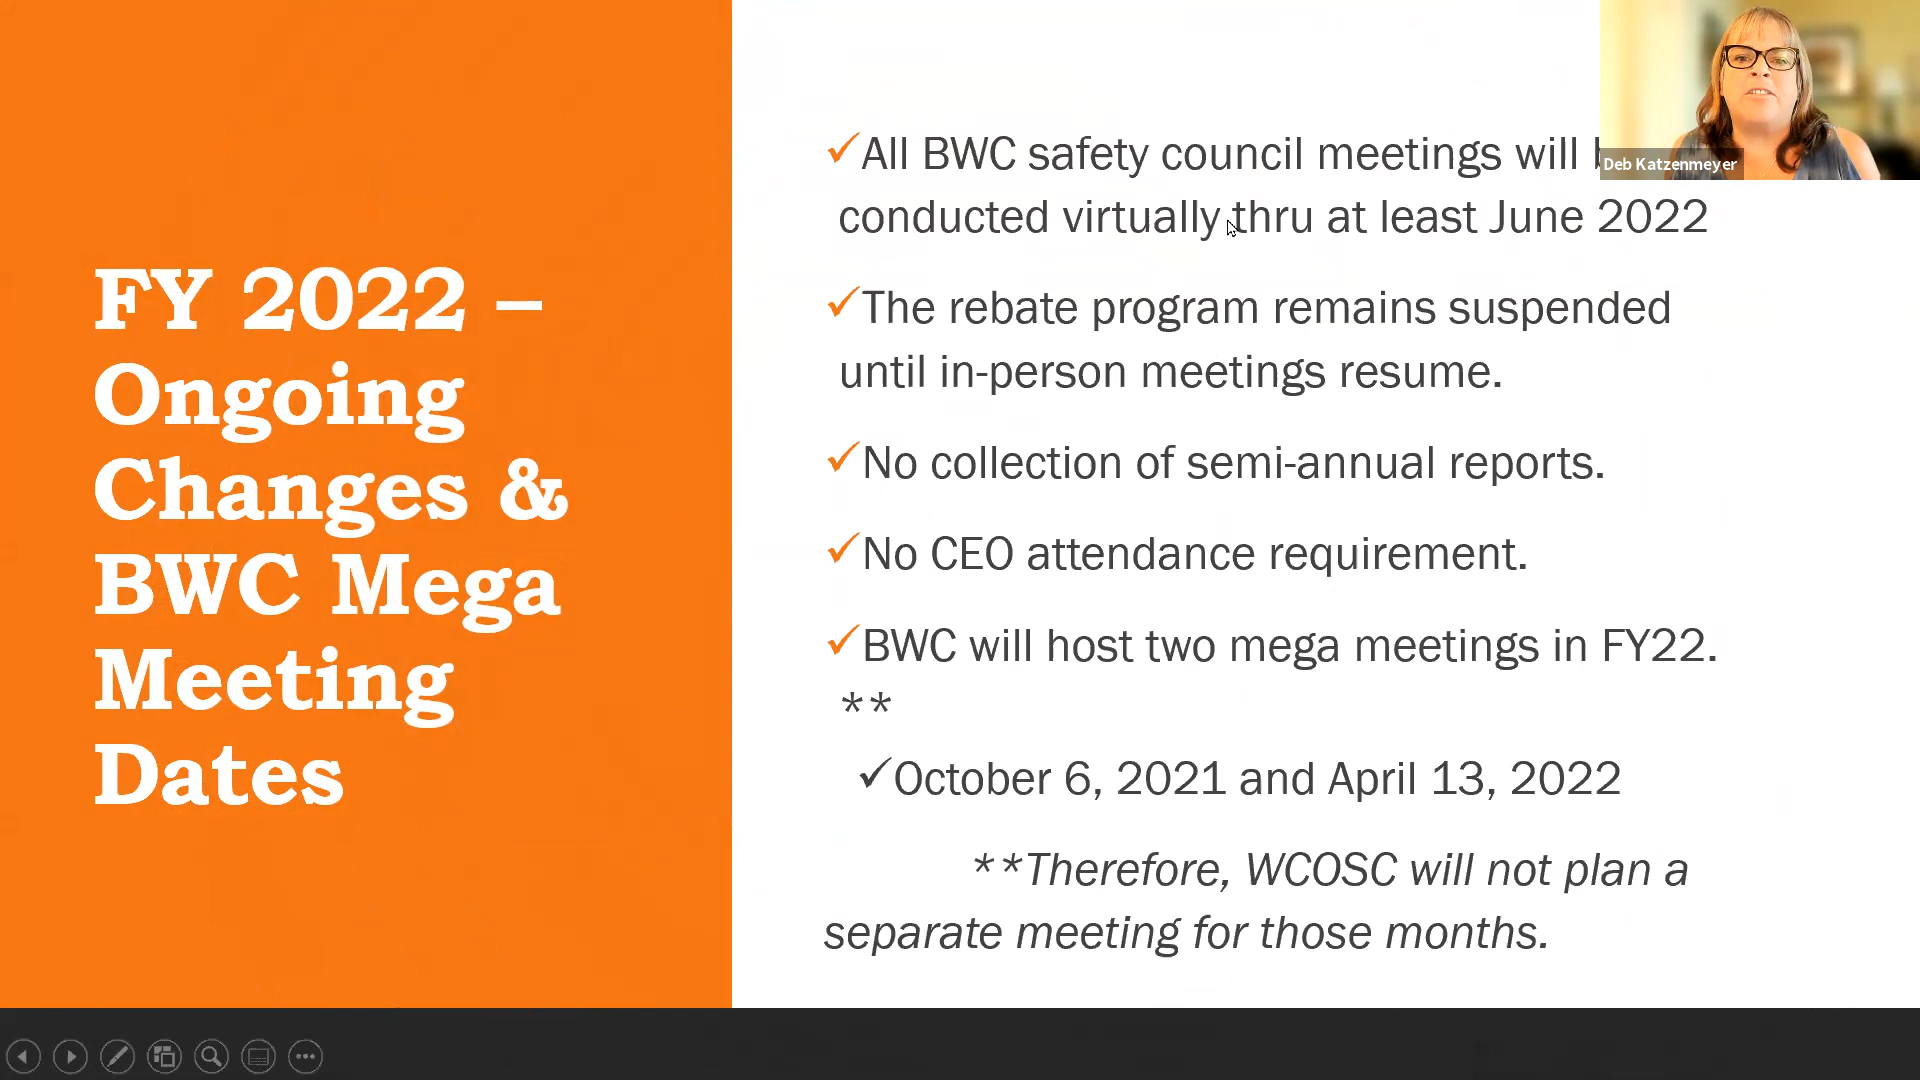 FY 2022 –
Ongoing
Changes &
BWC Mega
Meeting
Dates
✓All BWC safety council meetings will
conducted virtually thru at least June 2022
✓The rebate program remains suspended
until in-person meetings resume.
✓No collection of semi-annual reports.
✓No CEO attendance requirement.
✓BWC will host two mega meetings in FY22.
**
✓October 6, 2021 and April 13, 2022
**Therefore, WCOSC will not plan a
separate meeting for those months.
Deb Katzenmeyer